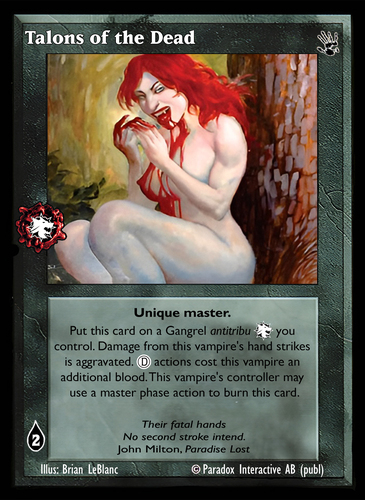 Talons of the Dead
Unique master.
Put this card on a Gangrel antitribu you
control. Damage from this vampire's hand strikes
is aggravated. D actions cost this vampire an
additional blood. This vampire's controller may
use a master phase action to burn this card.
Their fatal hands
No second stroke intend.
John Milton, Paradise Lost
2
Illus: Brian LeBlanc
© Paradox Interactive AB (publ)